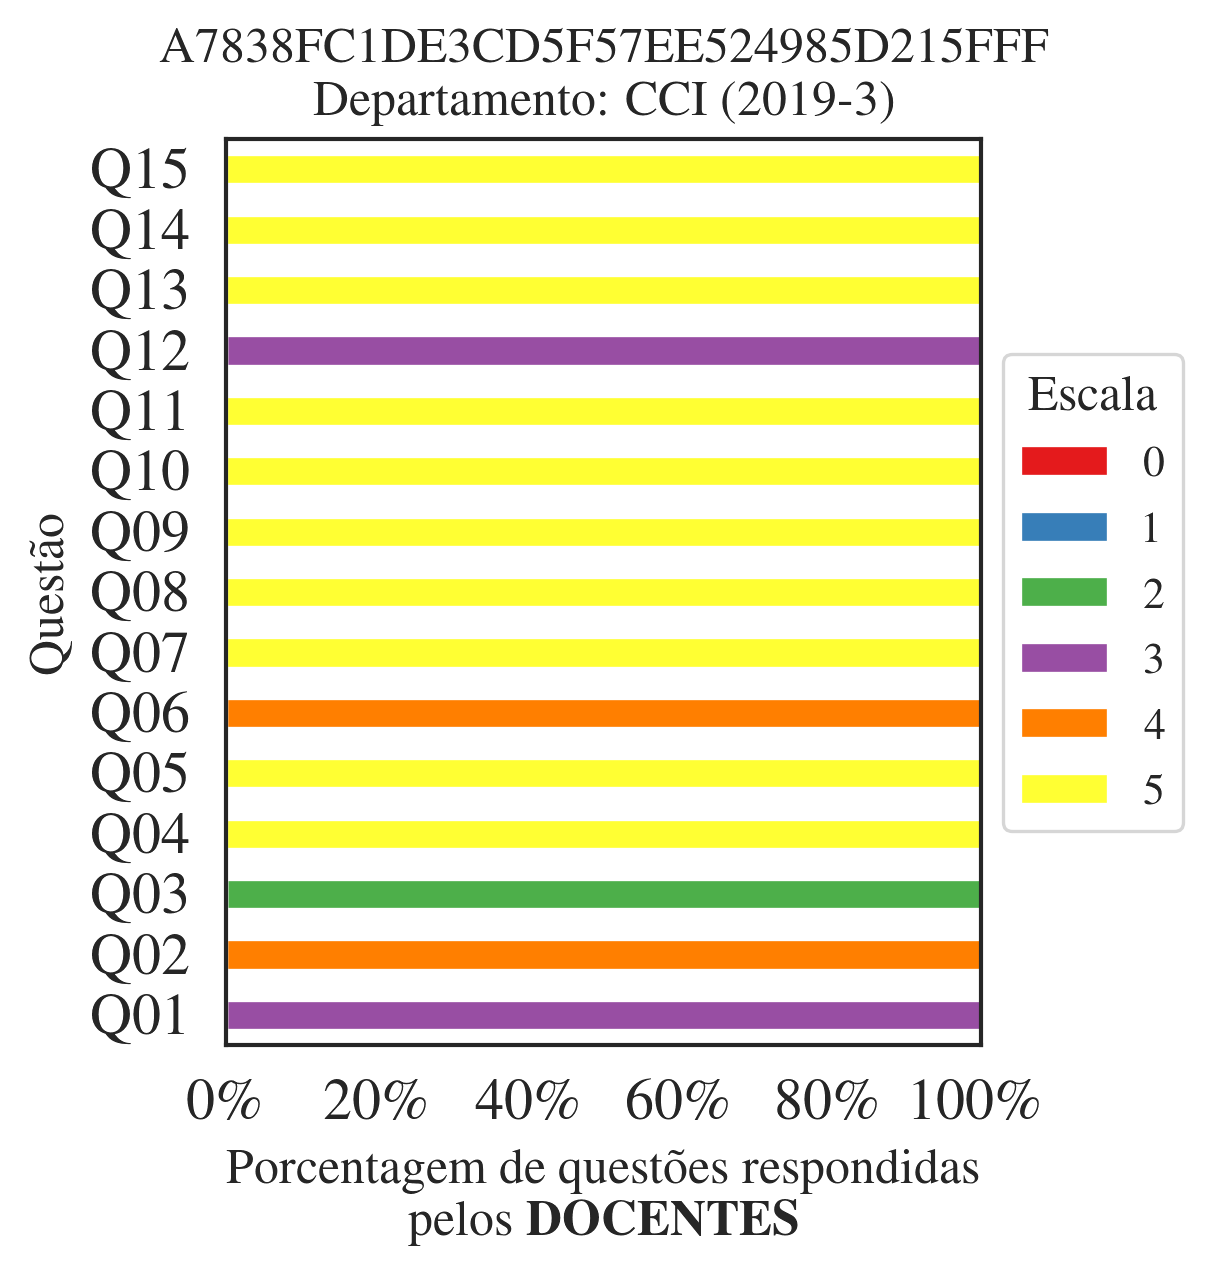 A7838FC1DE3CD5F57EE524985D215FFF
Departamento: CCI (2019-3)
Questão
Q15
Q14
Q13
Q12
Q11
Q10
Q09
Q08
Q07
Q06
Q05
Q04
Q03
Q02
Q01
0% 20% 40% 60% 80% 100%
Porcentagem de questões respondidas
pelos DOCENTES
Escala
0
1
2
3
4
5